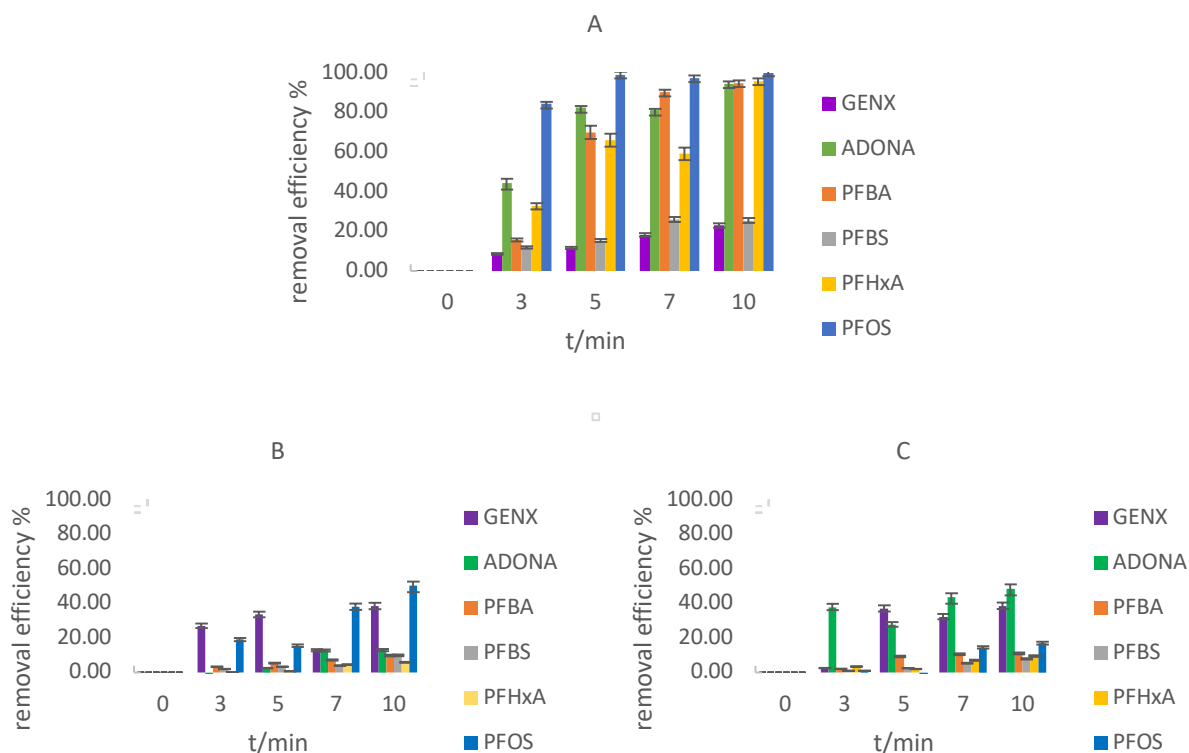 A
removal efficiency %
100.00
80.00
60.00
40.00
20.00
0.00
0 3 5 7 10
t/min
GENX
ADONA
PFBA
PFBS
PFHxA
PFOS
B
removal efficiency %
100.00
80.00
60.00
40.00
20.00
0.00
0 3 5 7 10
t/min
GENX
ADONA
PFBA
PFBS
PFHxA
PFOS
C
removal efficiency %
100.00
80.00
60.00
40.00
20.00
0.00
0 3 5 7 10
t/min
GENX
ADONA
PFBA
PFBS
PFHxA
PFOS